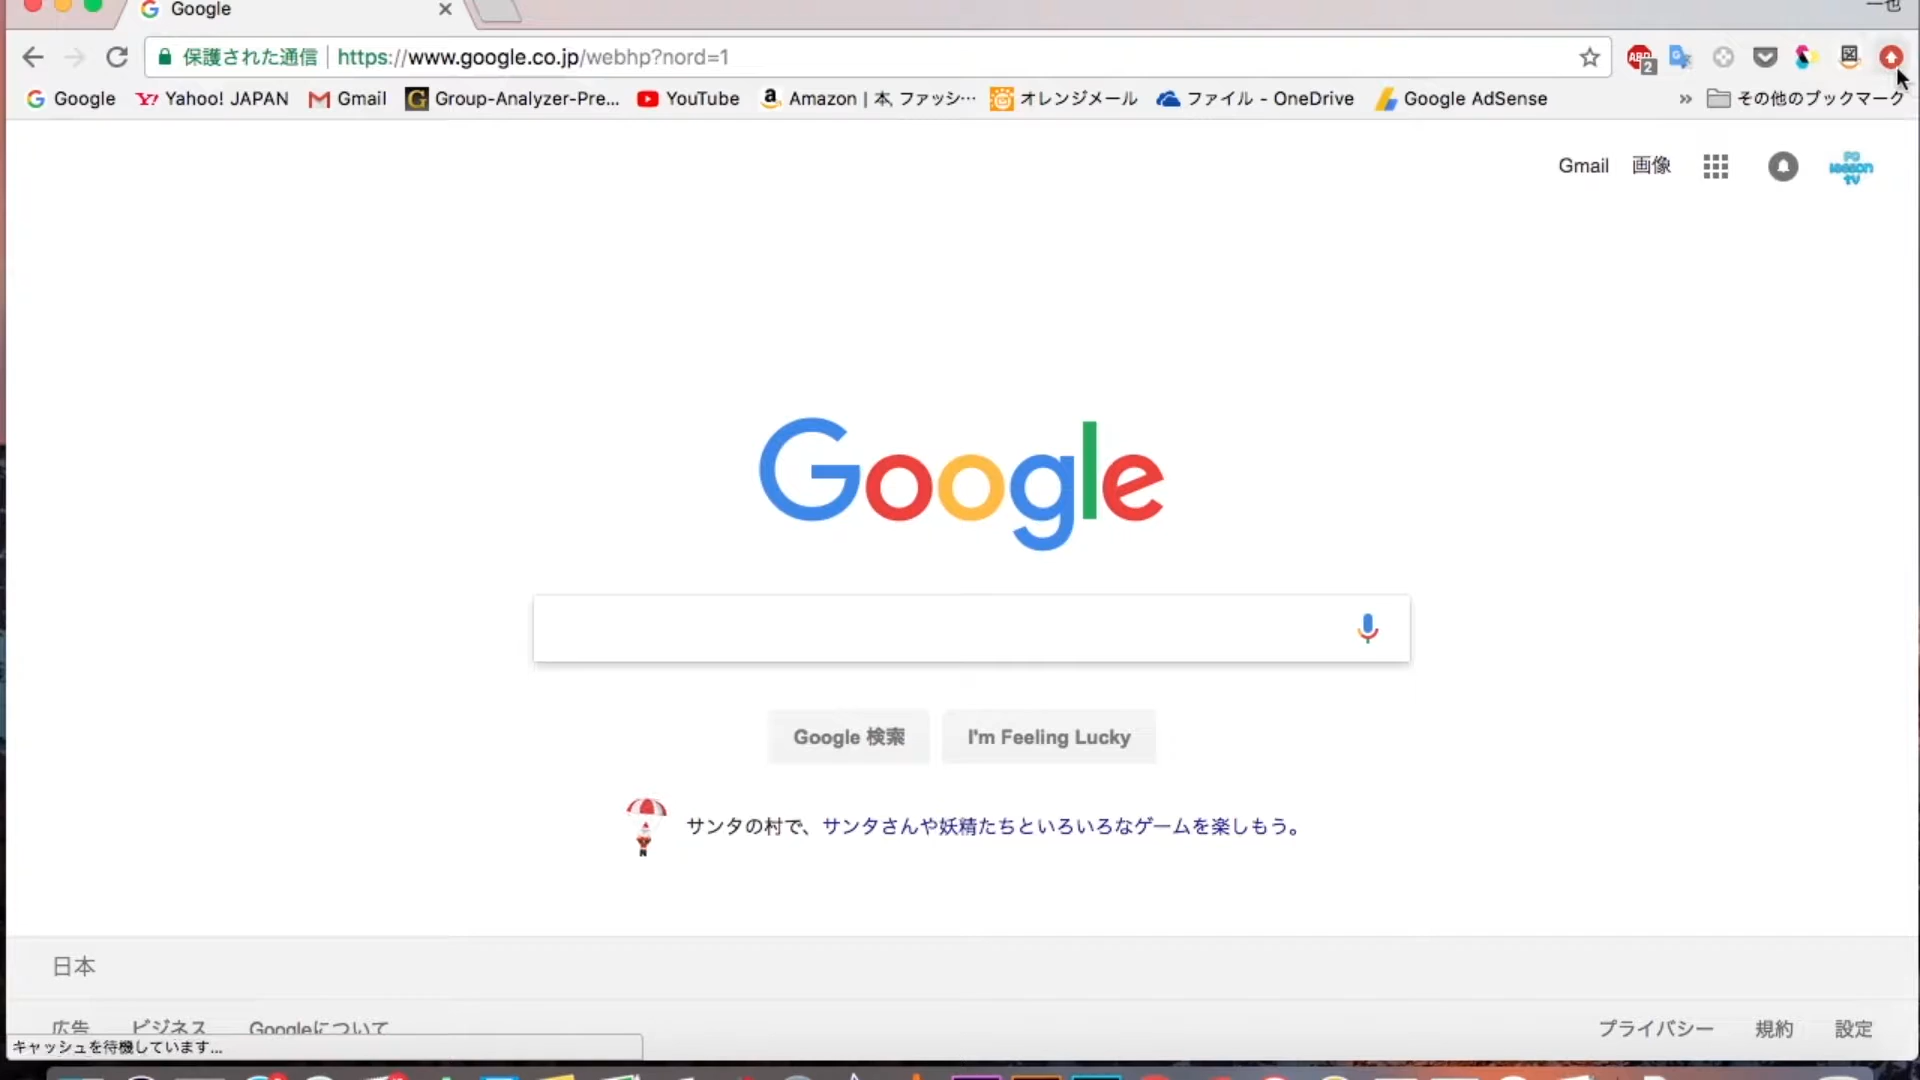 Google
一也
保護された通信 https://www.google.co.jp/webhp?nord=1
ABP 2
Google Yahoo! JAPAN Gmail Group-Analyzer-Pre... YouTube Amazon | 本, ファッシ… オレンジメール ファイル - OneDrive Google AdSense » その他のブックマーク
Gmail 画像
PC lesson TV
Google
Google 検索 I'm Feeling Lucky
サンタの村で、サンタさんや妖精たちといろいろなゲームを楽しもう。
日本
広告 ビジネス Googleについて プライバシー 規約 設定
キャッシュを待機しています...